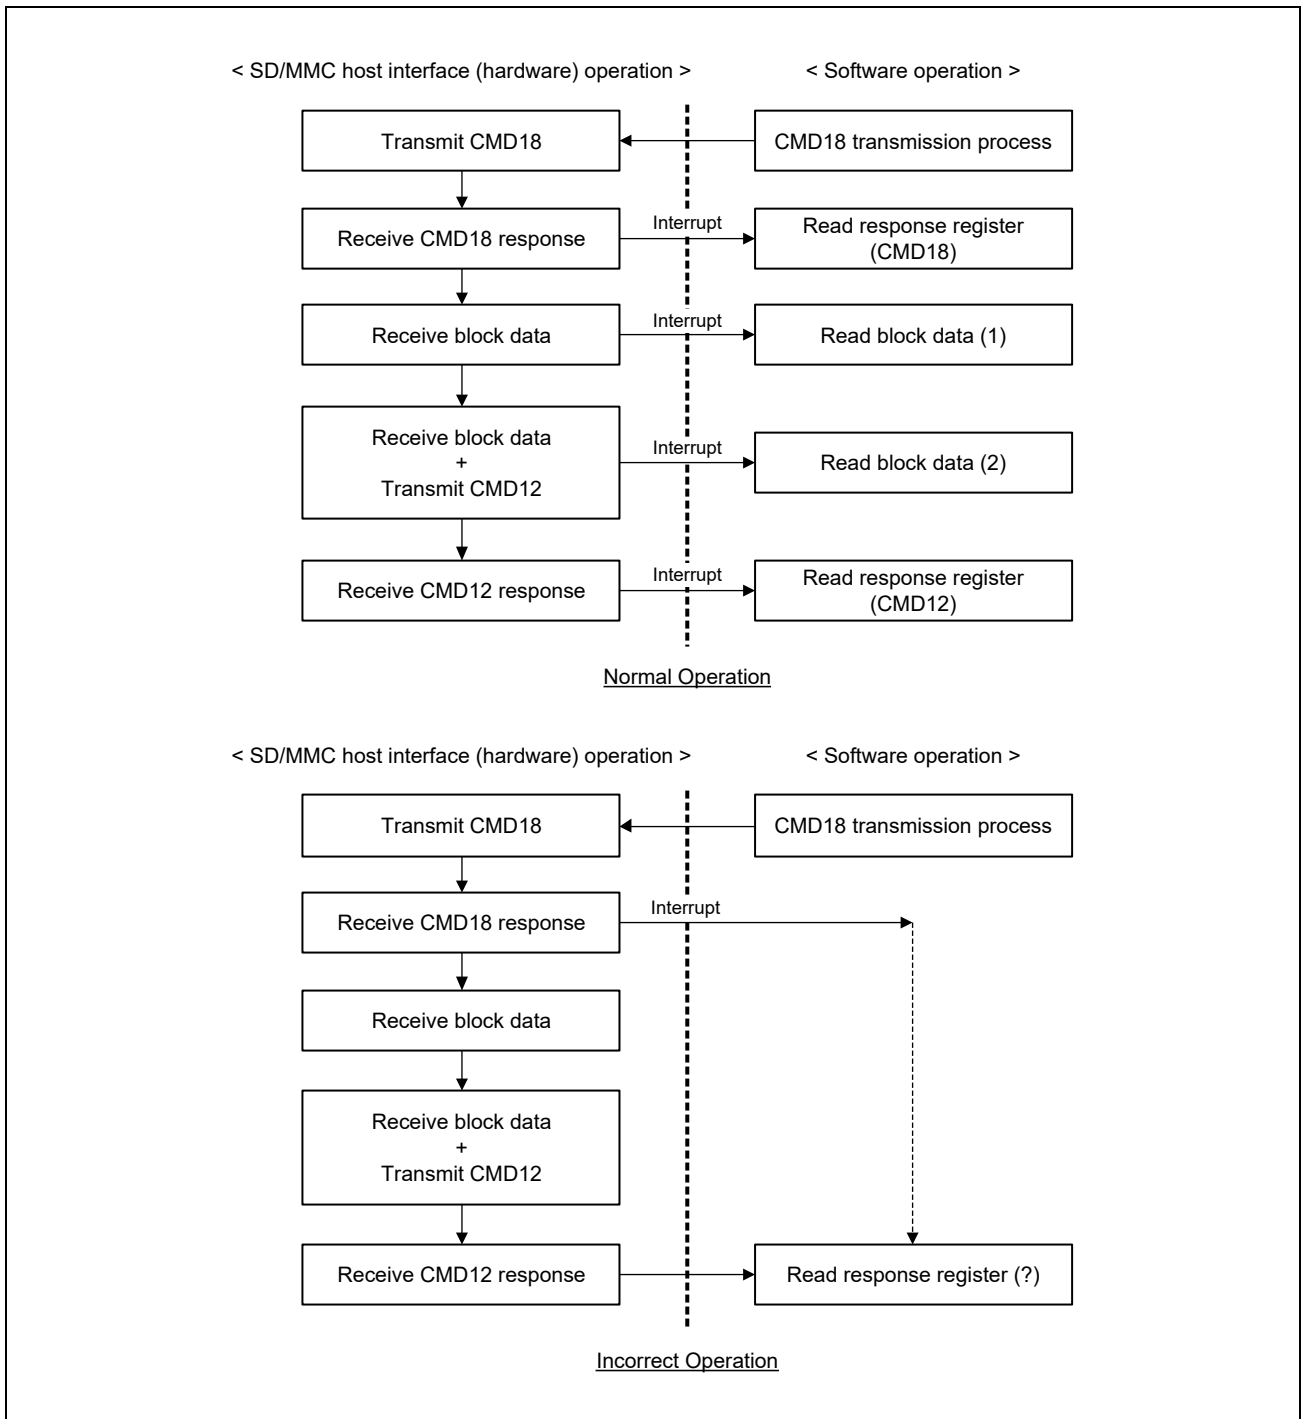 < SD/MMC host interface (hardware) operation >
< Software operation >
Transmit CMD18
CMD18 transmission process
Receive CMD18 response
Interrupt
Read response register
(CMD18)
Receive block data
Interrupt
Read block data (1)
Receive block data
+
Transmit CMD12
Interrupt
Read block data (2)
Receive CMD12 response
Interrupt
Read response register
(CMD12)
Normal Operation
< SD/MMC host interface (hardware) operation >
< Software operation >
Transmit CMD18
CMD18 transmission process
Receive CMD18 response
Interrupt
Receive block data
Receive block data
+
Transmit CMD12
Receive CMD12 response
Read response register (?)
Incorrect Operation